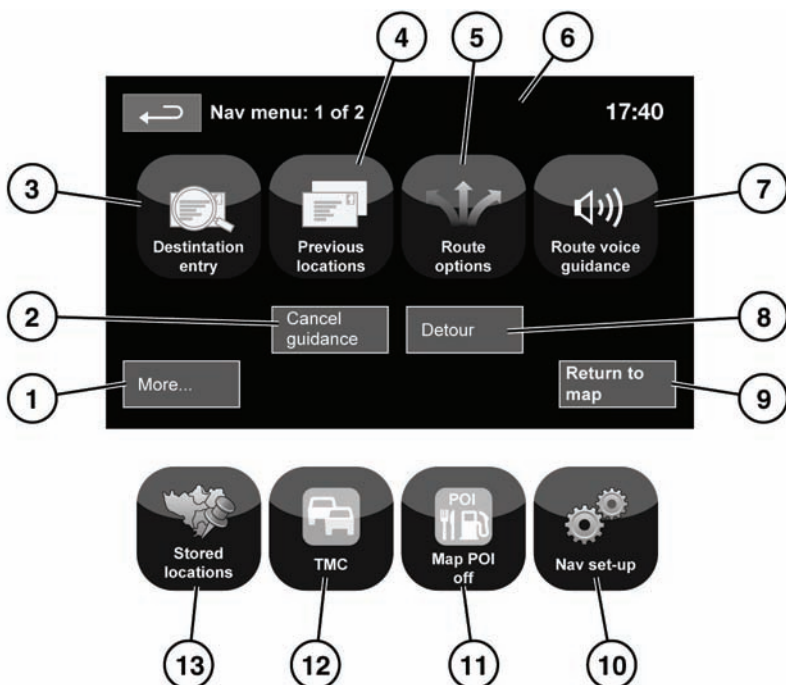 4
5
6
Nav menu: 1 of 2
17:40
3
7
Destintation
entry
Previous
locations
Route
options
Route voice
guidance
2
Cancel
guidance
Detour
8
1
More...
Return to
map
9
Stored
locations
TMC
POI
Map POI
off
Nav set-up
13
12
11
10